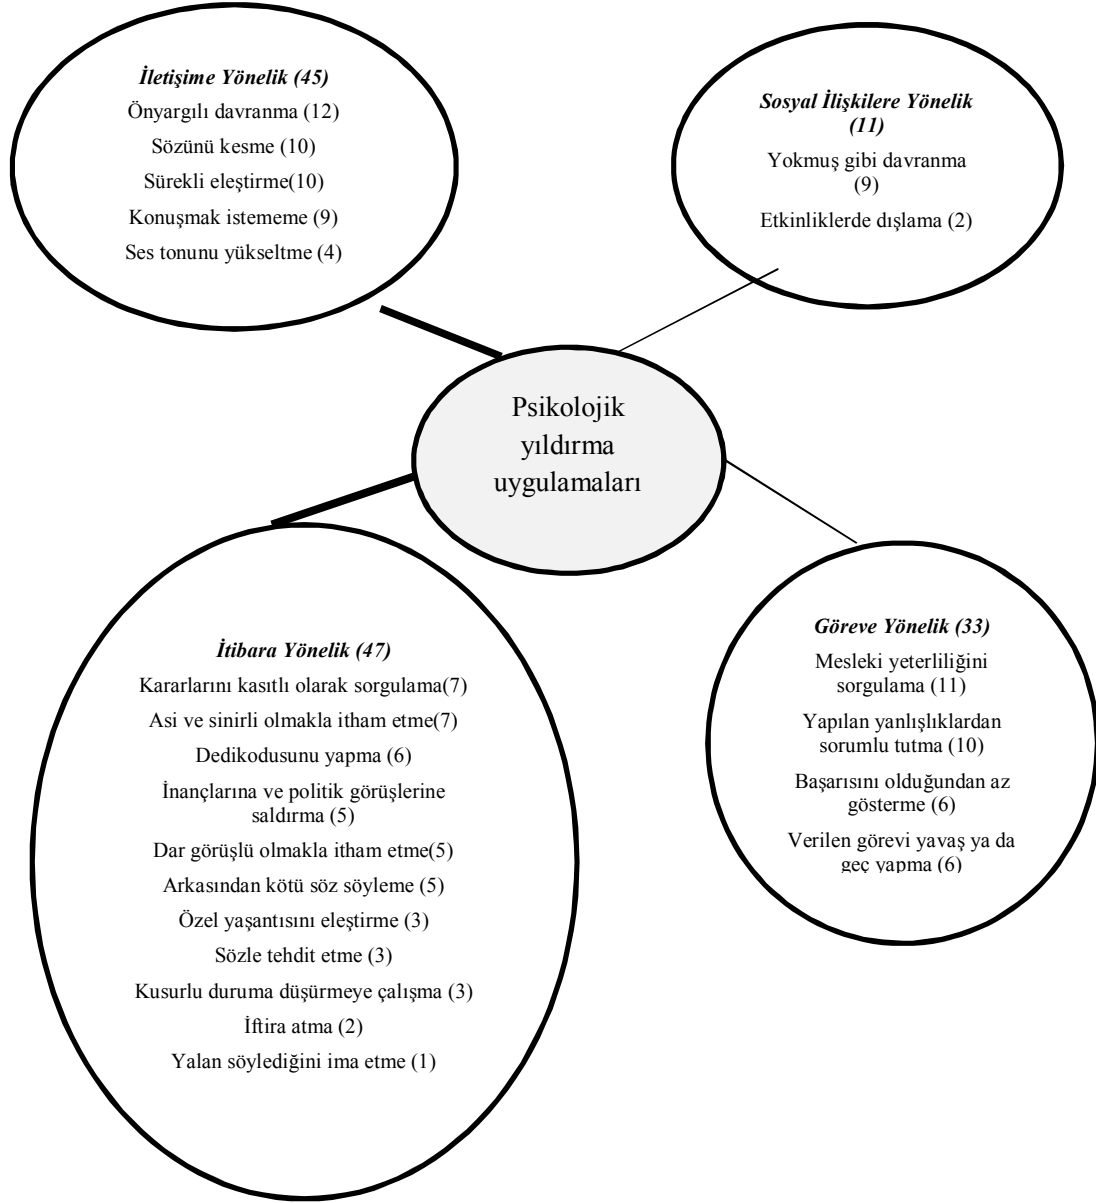 İletişime Yönelik (45)
Önyargılı davranma (12)
Sözünü kesme (10)
Sürekli eleştirme(10)
Konuşmak istememe (9)
Ses tonunu yükseltme (4)
Sosyal İlişkilere Yönelik
(11)
Yokmuş gibi davranma
(9)
Etkinliklerde dışlama (2)
Psikolojik
yıldırma
uygulamaları
İtibara Yönelik (47)
Kararlarını kasıtlı olarak sorgulama(7)
Asi ve sinirli olmakla itham etme(7)
Dedikodusunu yapma (6)
İnançlarına ve politik görüşlerine
saldırma (5)
Dar görüşlü olmakla itham etme(5)
Arkasından kötü söz söyleme (5)
Özel yaşantısını eleştirme (3)
Sözle tehdit etme (3)
Kusurlu duruma düşürmeye çalışma (3)
İftira atma (2)
Yalan söylediğini ima etme (1)
Göreve Yönelik (33)
Mesleki yeterliliğini
sorgulama (11)
Yapılan yanlışlıklardan
sorumlu tutma (10)
Başarısını olduğundan az
gösterme (6)
Verilen görevi yavaş ya da
geç yapma (6)